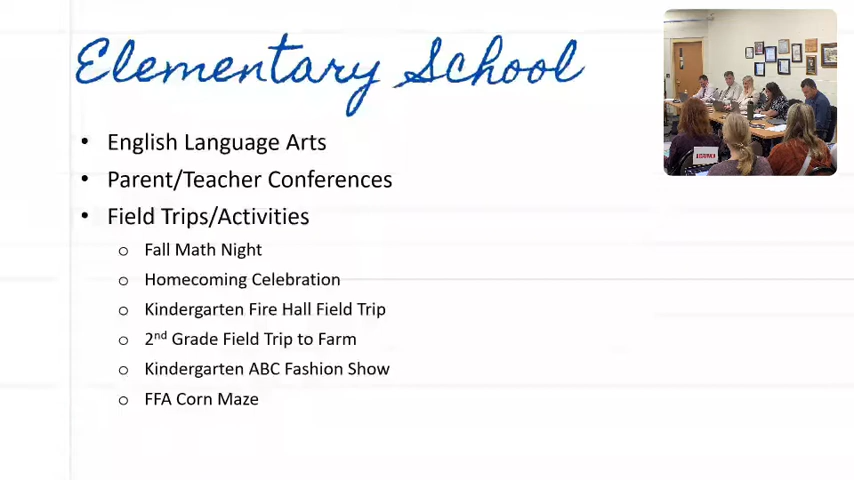 Elementary School
• English Language Arts
• Parent/Teacher Conferences
• Field Trips/Activities
o Fall Math Night
o Homecoming Celebration
o Kindergarten Fire Hall Field Trip
o 2nd Grade Field Trip to Farm
o Kindergarten ABC Fashion Show
o FFA Corn Maze